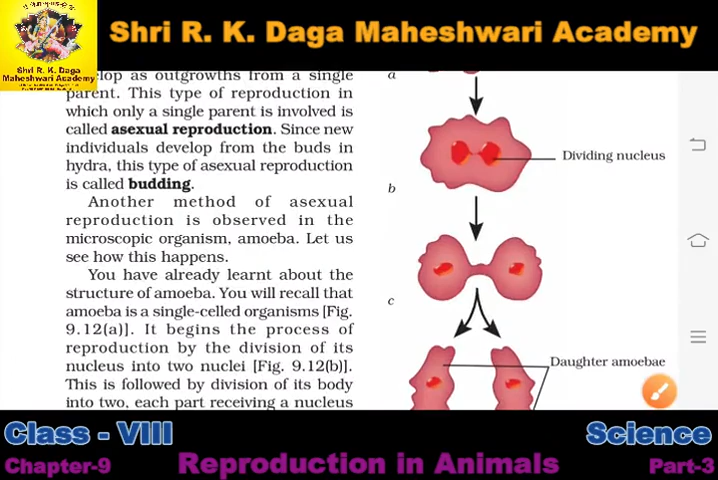 Shri R. K. Daga Maheshwari Academy
Shri R. K. Daga
Maheshwari Academy
elop as outgrowths from a single
parent. This type of reproduction in
which only a single parent is involved is
called asexual reproduction. Since new
individuals develop from the buds in
hydra, this type of asexual reproduction
is called budding.
Another method of asexual
reproduction is observed in the
microscopic organism, amoeba. Let us
see how this happens.
You have already learnt about the
structure of amoeba. You will recall that
amoeba is a single-celled organisms [Fig.
9.12(a)]. It begins the process of
reproduction by the division of its
nucleus into two nuclei [Fig. 9.12(b)].
This is followed by division of its body
into two, each part receiving a nucleus
a
Dividing nucleus
b
c
Daughter amoebae
Class - VIII
Science
Chapter-9
Reproduction in Animals
Part-3